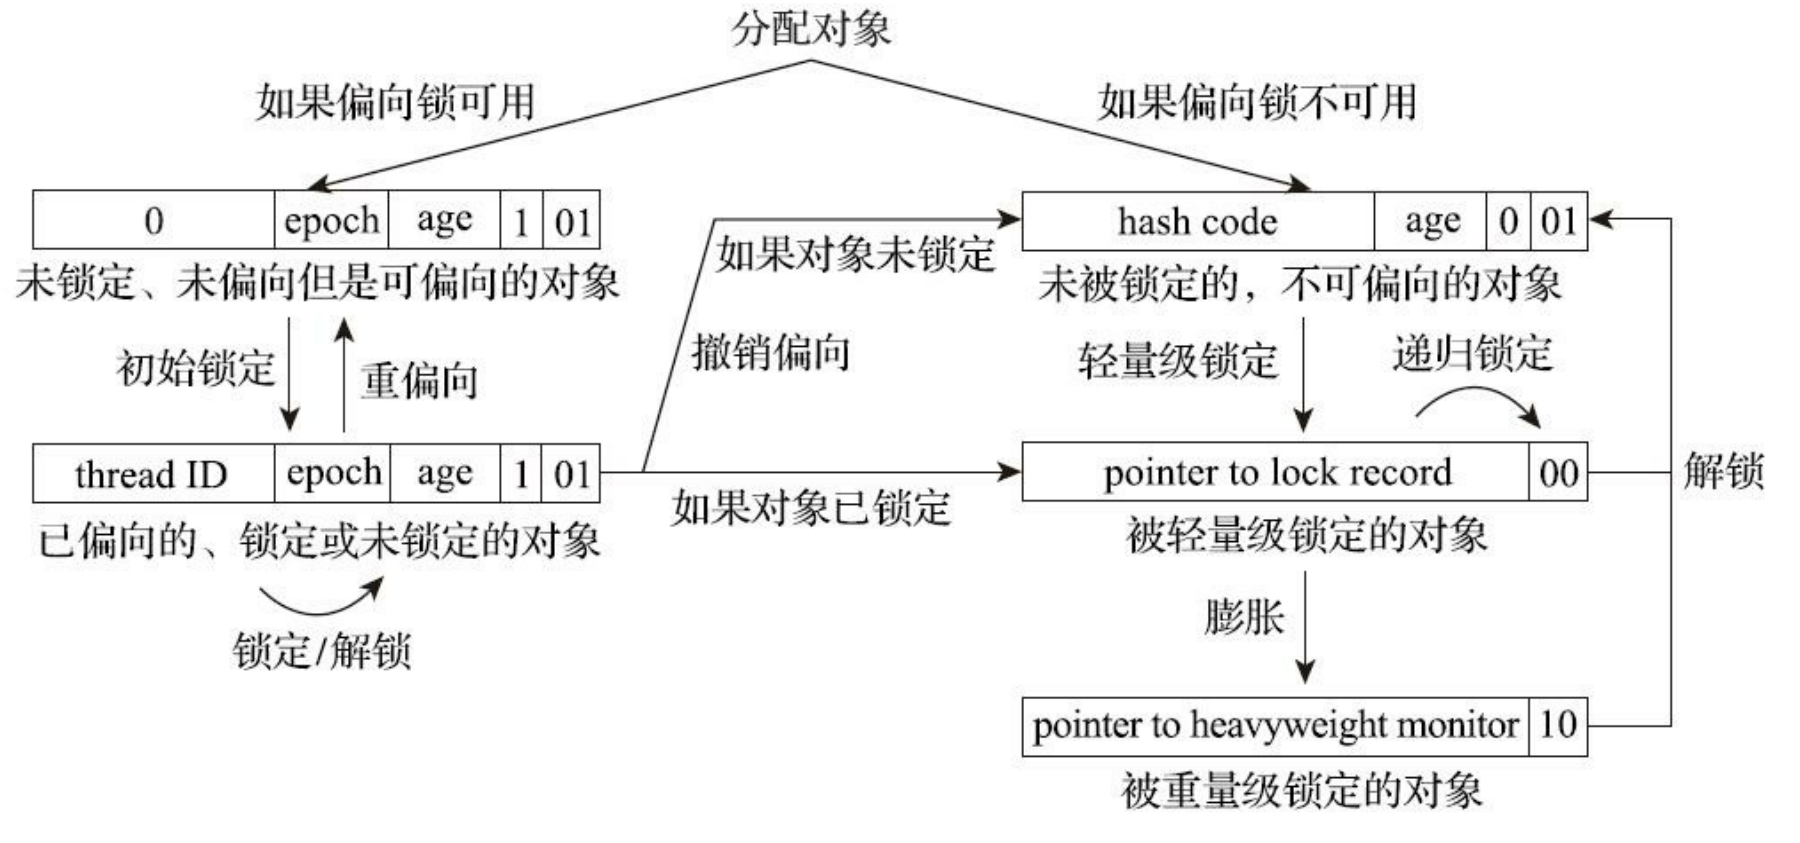 分配对象
如果偏向锁可用
如果偏向锁不可用
0 epoch age 1 01
未锁定、未偏向但是可偏向的对象
初始锁定
重偏向
thread ID epoch age 1 01
已偏向的、锁定或未锁定的对象
锁定/解锁
如果对象未锁定
撤销偏向
如果对象已锁定
hash code age 0 01
未被锁定的，不可偏向的对象
轻量级锁定
递归锁定
pointer to lock record 00
被轻量级锁定的对象
解锁
膨胀
pointer to heavyweight monitor 10
被重量级锁定的对象